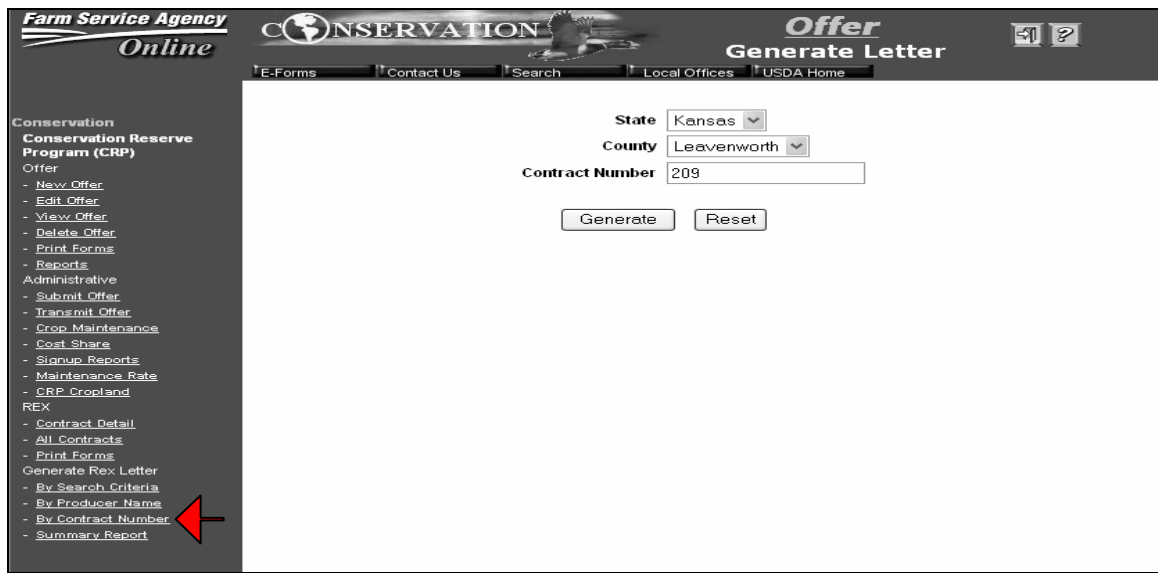 Farm Service Agency
Online
CONSERVATION
Offer
Generate Letter
E-Forms Contact Us Search Local Offices USDA Home
Conservation
Conservation Reserve
Program (CRP)
Offer
- New Offer
- Edit Offer
- View Offer
- Delete Offer
- Print Forms
- Reports
Administrative
- Submit Offer
- Transmit Offer
- Crop Maintenance
- Cost Share
- Signup Reports
- Maintenance Rate
- CRP Cropland
REX
- Contract Detail
- All Contracts
- Print Forms
Generate Rex Letter
- By Search Criteria
- By Producer Name
- By Contract Number
- Summary Report
State Kansas
County Leavenworth
Contract Number 209
Generate Reset